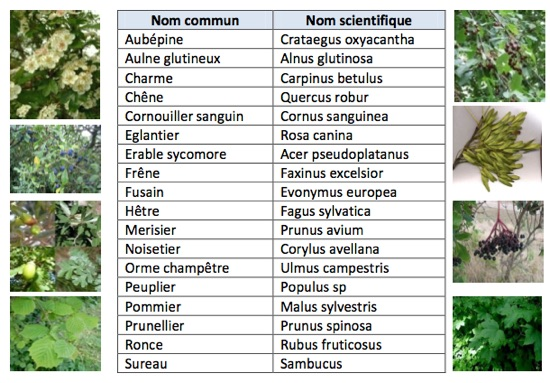 Nom commun Nom scientifique
Aubépine Crataegus oxyacantha
Aulne glutineux Alnus glutinosa
Charme Carpinus betulus
Chêne Quercus robur
Cornouiller sanguin Cornus sanguinea
Eglantier Rosa canina
Erable sycomore Acer pseudoplatanus
Frêne Faxinus excelsior
Fusain Evonymus europea
Hêtre Fagus sylvatica
Merisier Prunus avium
Noisetier Corylus avellana
Orme champêtre Ulmus campestris
Peuplier Populus sp
Pommier Malus sylvestris
Prunellier Prunus spinosa
Ronce Rubus fruticosus
Sureau Sambucus